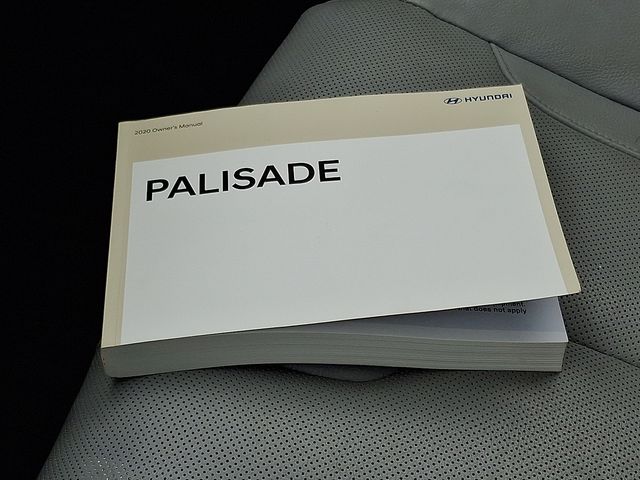 2020 Owner's Manual
HYUNDAI
PALISADE
that does not apply